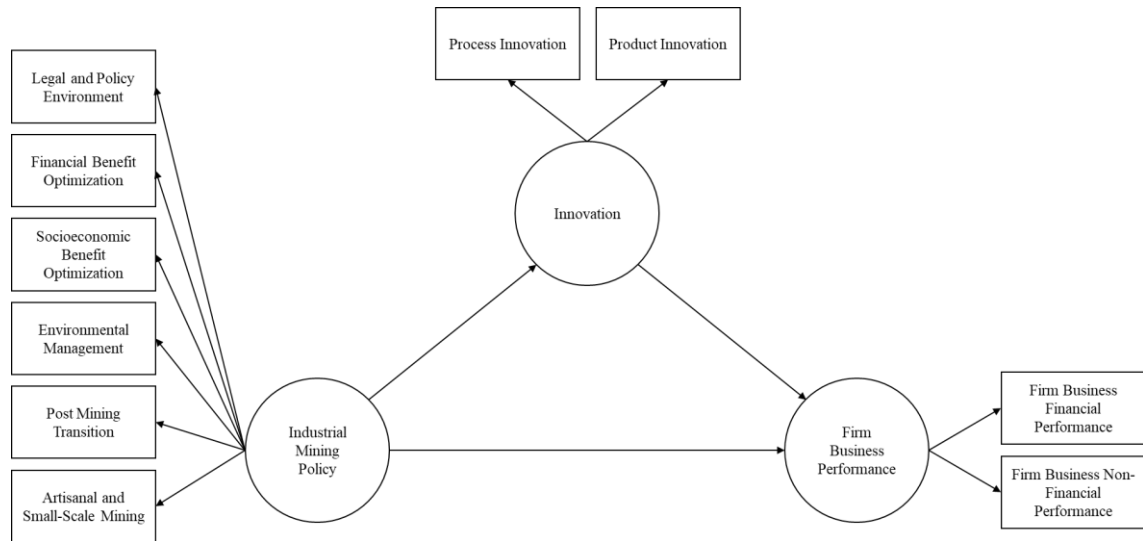 Process Innovation
Product Innovation
Legal and Policy
Environment
Financial Benefit
Optimization
Socioeconomic
Benefit
Optimization
Environmental
Management
Post Mining
Transition
Artisanal and
Small-Scale Mining
Innovation
Industrial
Mining
Policy
Firm
Business
Performance
Firm Business
Financial
Performance
Firm Business Non-
Financial
Performance